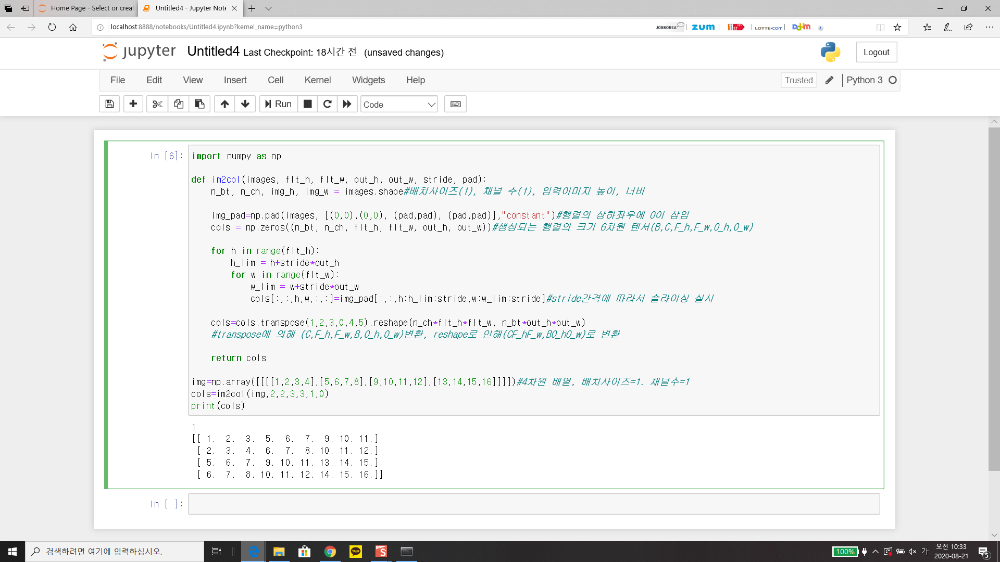 Home Page - Select or creat
Untitled4 - Jupyter Note
localhost:8888/notebooks/Untitled4.ipynb?kernel_name=python3
JOBKOREA
zum
11ST
LOTTE.COM
Daum
jupyter Untitled4 Last Checkpoint: 18시간 전 (unsaved changes)
Logout
File Edit View Insert Cell Kernel Widgets Help
Trusted
Python 3
Run
Code
In [6]:
import numpy as np
def im2col(images, flt_h, flt_w, out_h, out_w, stride, pad):
    n_bt, n_ch, img_h, img_w = images.shape#배치사이즈(1), 채널 수(1), 입력이미지 높이, 너비
    img_pad=np.pad(images, [(0,0),(0,0), (pad,pad), (pad,pad)],"constant")#행렬의 상하좌우에 0이 삽입
    cols = np.zeros((n_bt, n_ch, flt_h, flt_w, out_h, out_w))#생성되는 행렬의 크기 6차원 텐서(B,C,F_h,F_w,O_h,O_w)
    for h in range(flt_h):
        h_lim = h+stride*out_h
        for w in range(flt_w):
            w_lim = w+stride*out_w
            cols[:,:,h,w,:,:]=img_pad[:,:,h:h_lim:stride,w:w_lim:stride]#stride간격에 따라서 슬라이싱 실시
    cols=cols.transpose(1,2,3,0,4,5).reshape(n_ch*flt_h*flt_w, n_bt*out_h*out_w)
    #transpose에 의해 (C,F_h,F_w,B,O_h,O_w)변환, reshape로 인해(CF_hF_w,BO_hO_w)로 변환
    return cols
img=np.array([[[[1,2,3,4],[5,6,7,8],[9,10,11,12],[13,14,15,16]]]])#4차원 배열, 배치사이즈=1. 채널수=1
cols=im2col(img,2,2,3,3,1,0)
print(cols)
1
[[ 1.  2.  3.  5.  6.  7.  9. 10. 11.]
 [ 2.  3.  4.  6.  7.  8. 10. 11. 12.]
 [ 5.  6.  7.  9. 10. 11. 13. 14. 15.]
 [ 6.  7.  8. 10. 11. 12. 14. 15. 16.]]
In [ ]:
검색하려면 여기에 입력하십시오.
TALK
S
100%
가
오전 10:33
2020-08-21
5